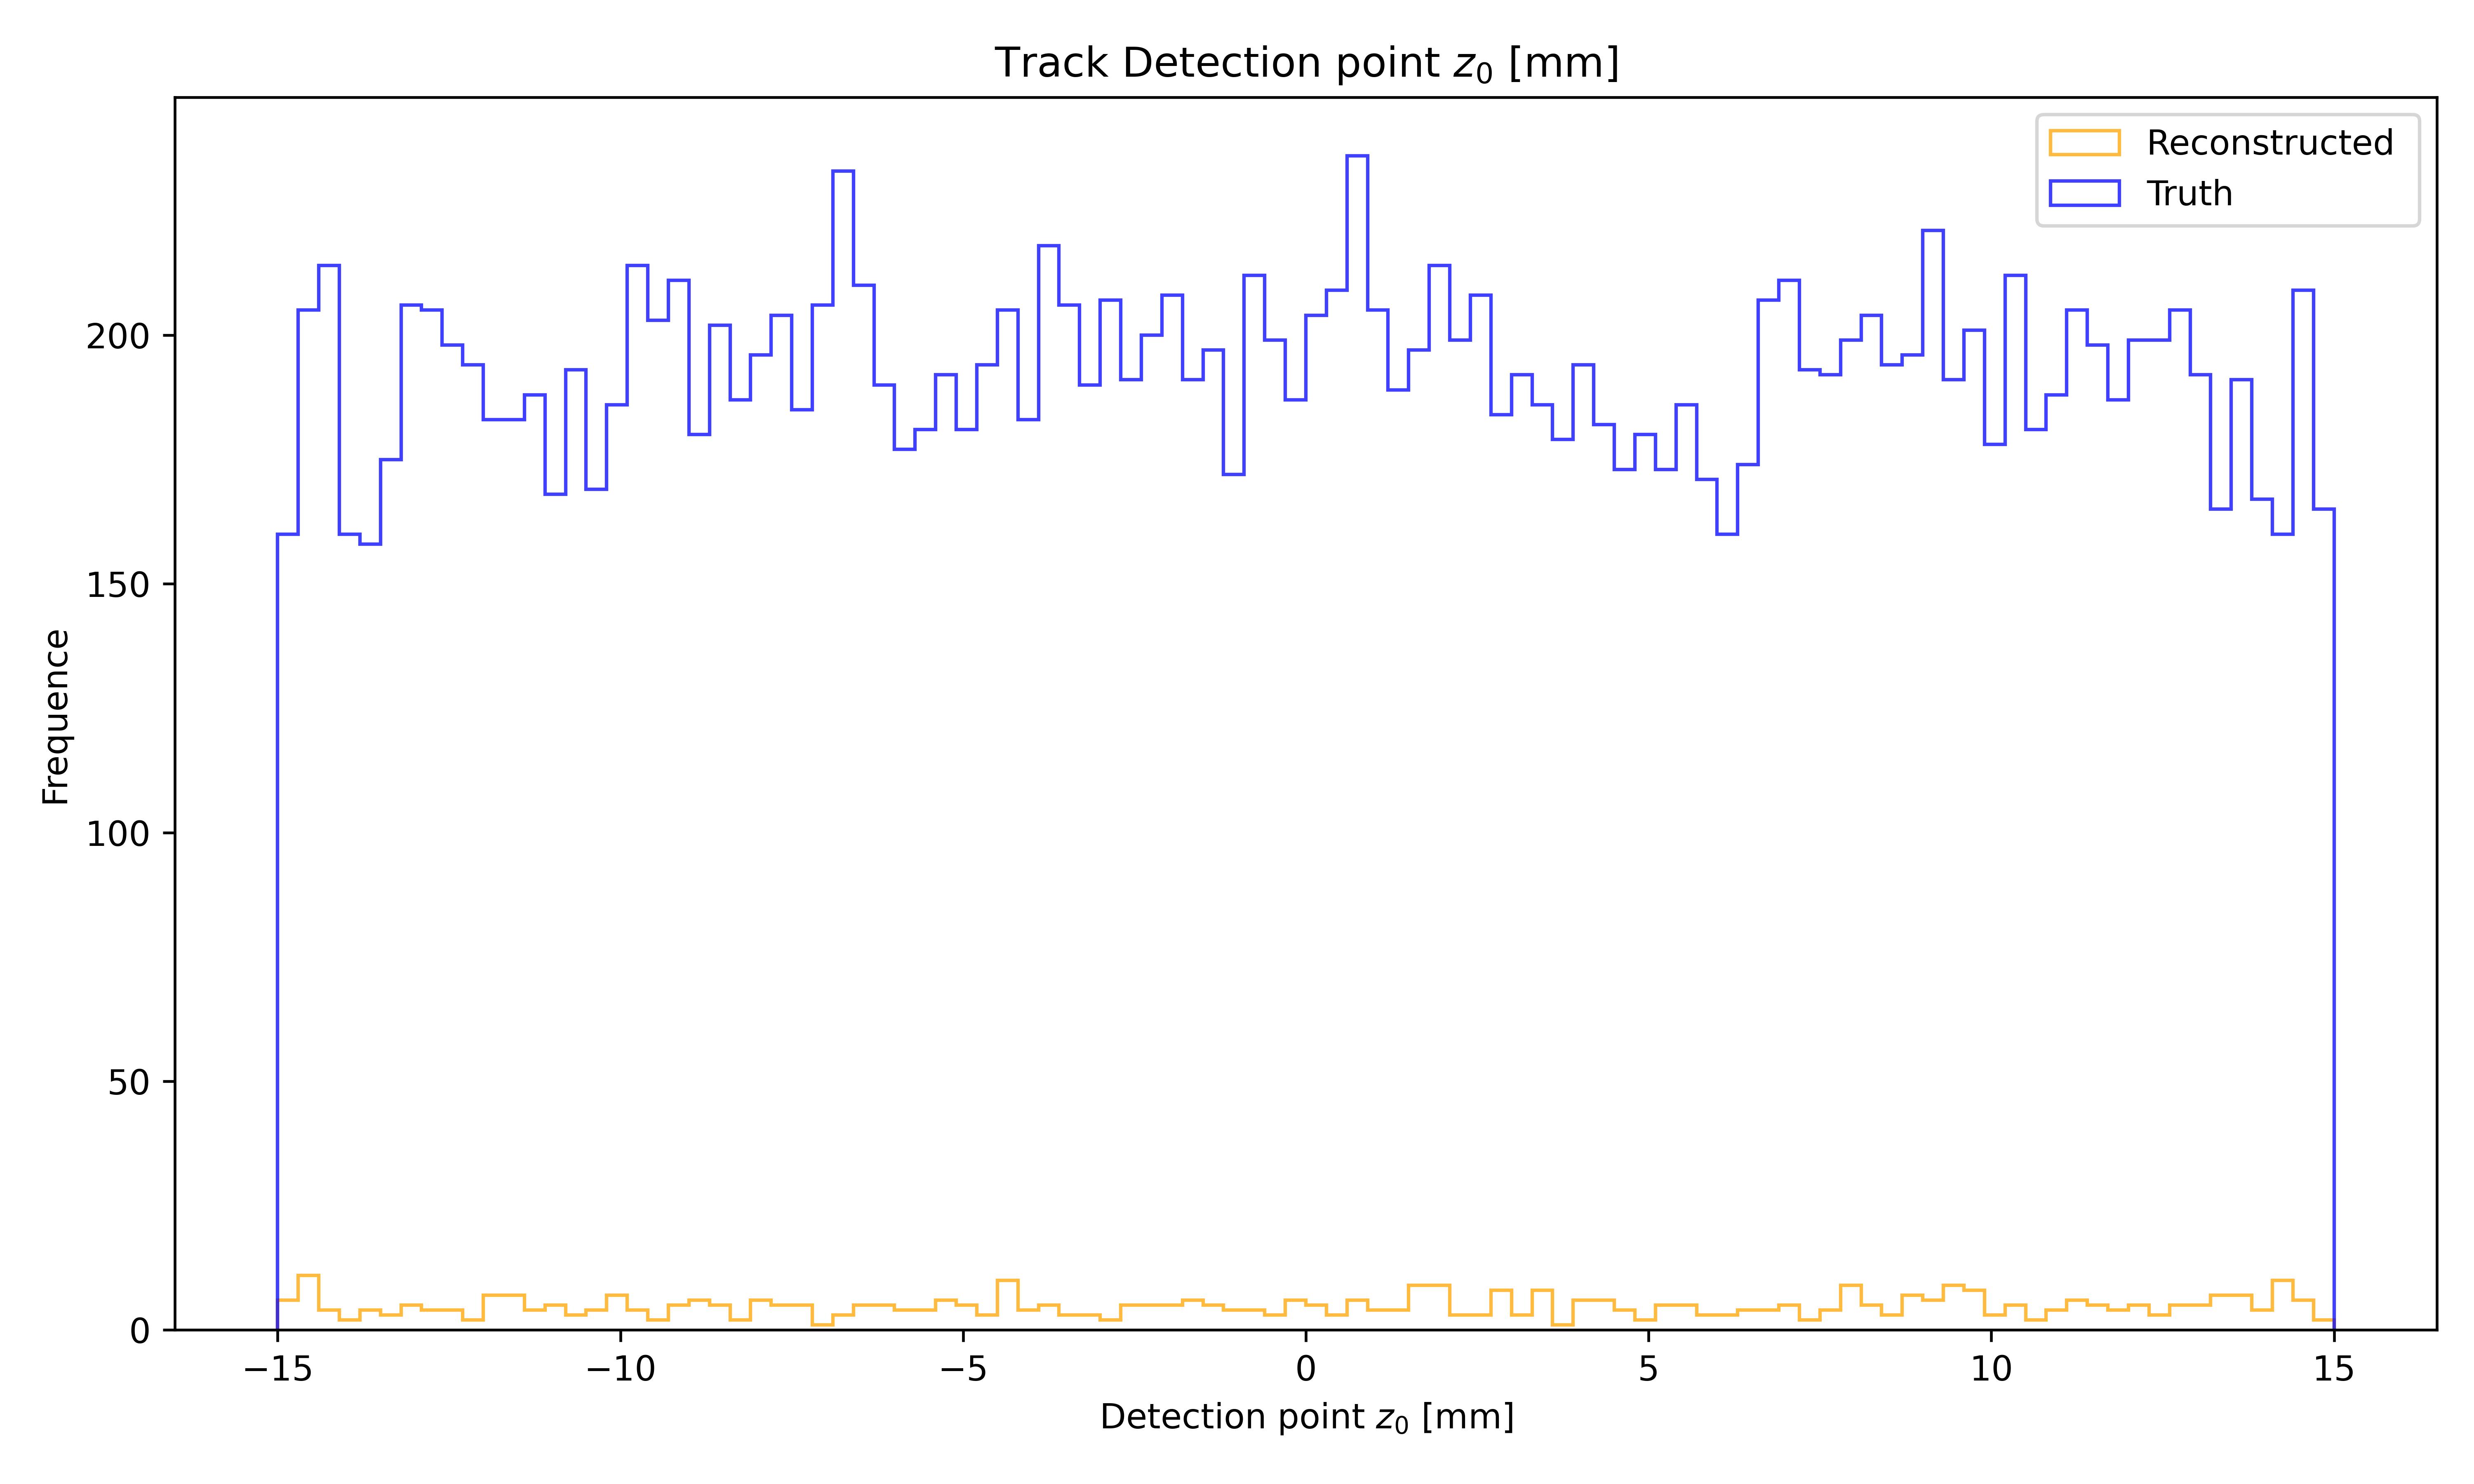 Track Detection point z₀ [mm]
Reconstructed
Truth
Frequence
200
150
100
50
0
−15
−10
−5
0
5
10
15
Detection point z₀ [mm]